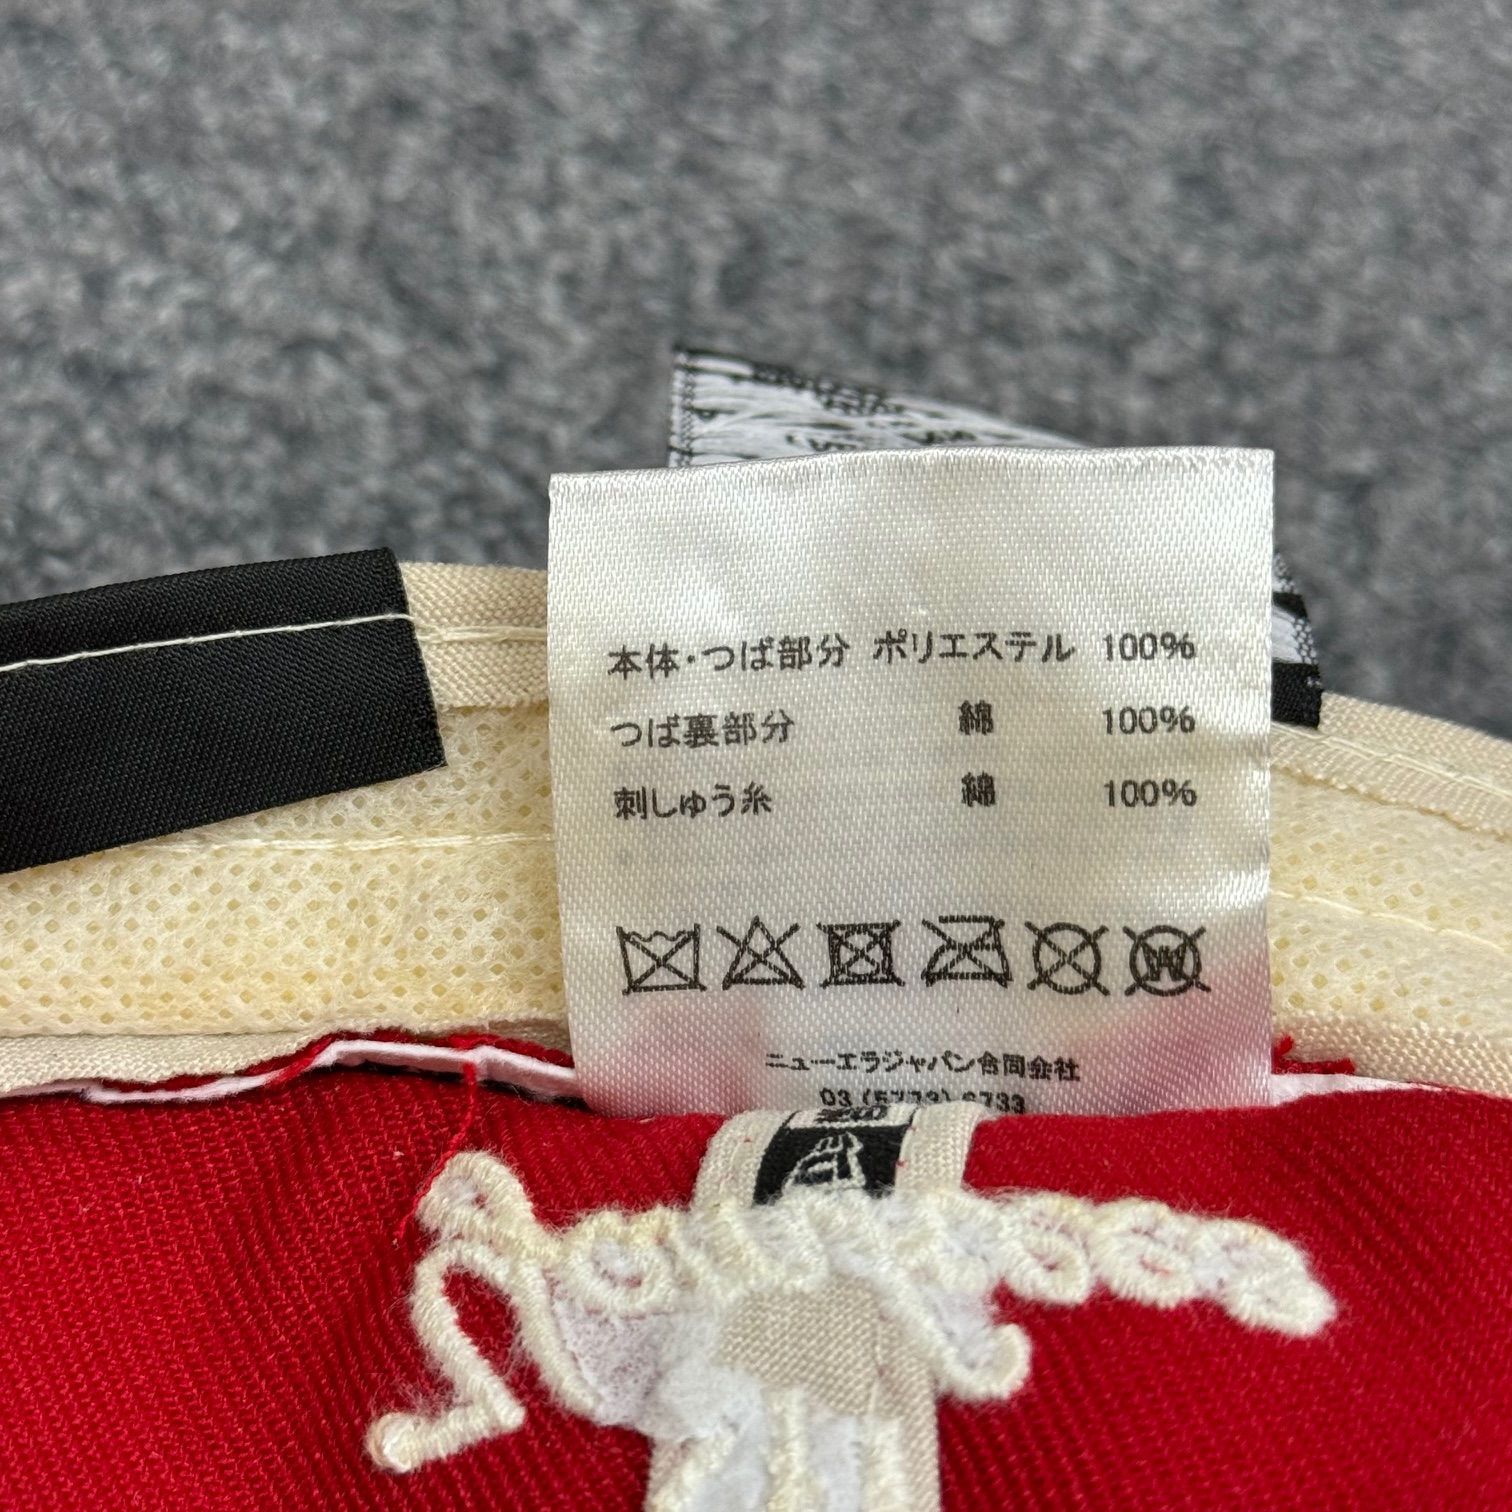 本体・つば部分 ポリエステル 100%
つば裏部分 綿 100%
刺しゅう糸 綿 100%
W
ニューエラジャパン合同会社
03